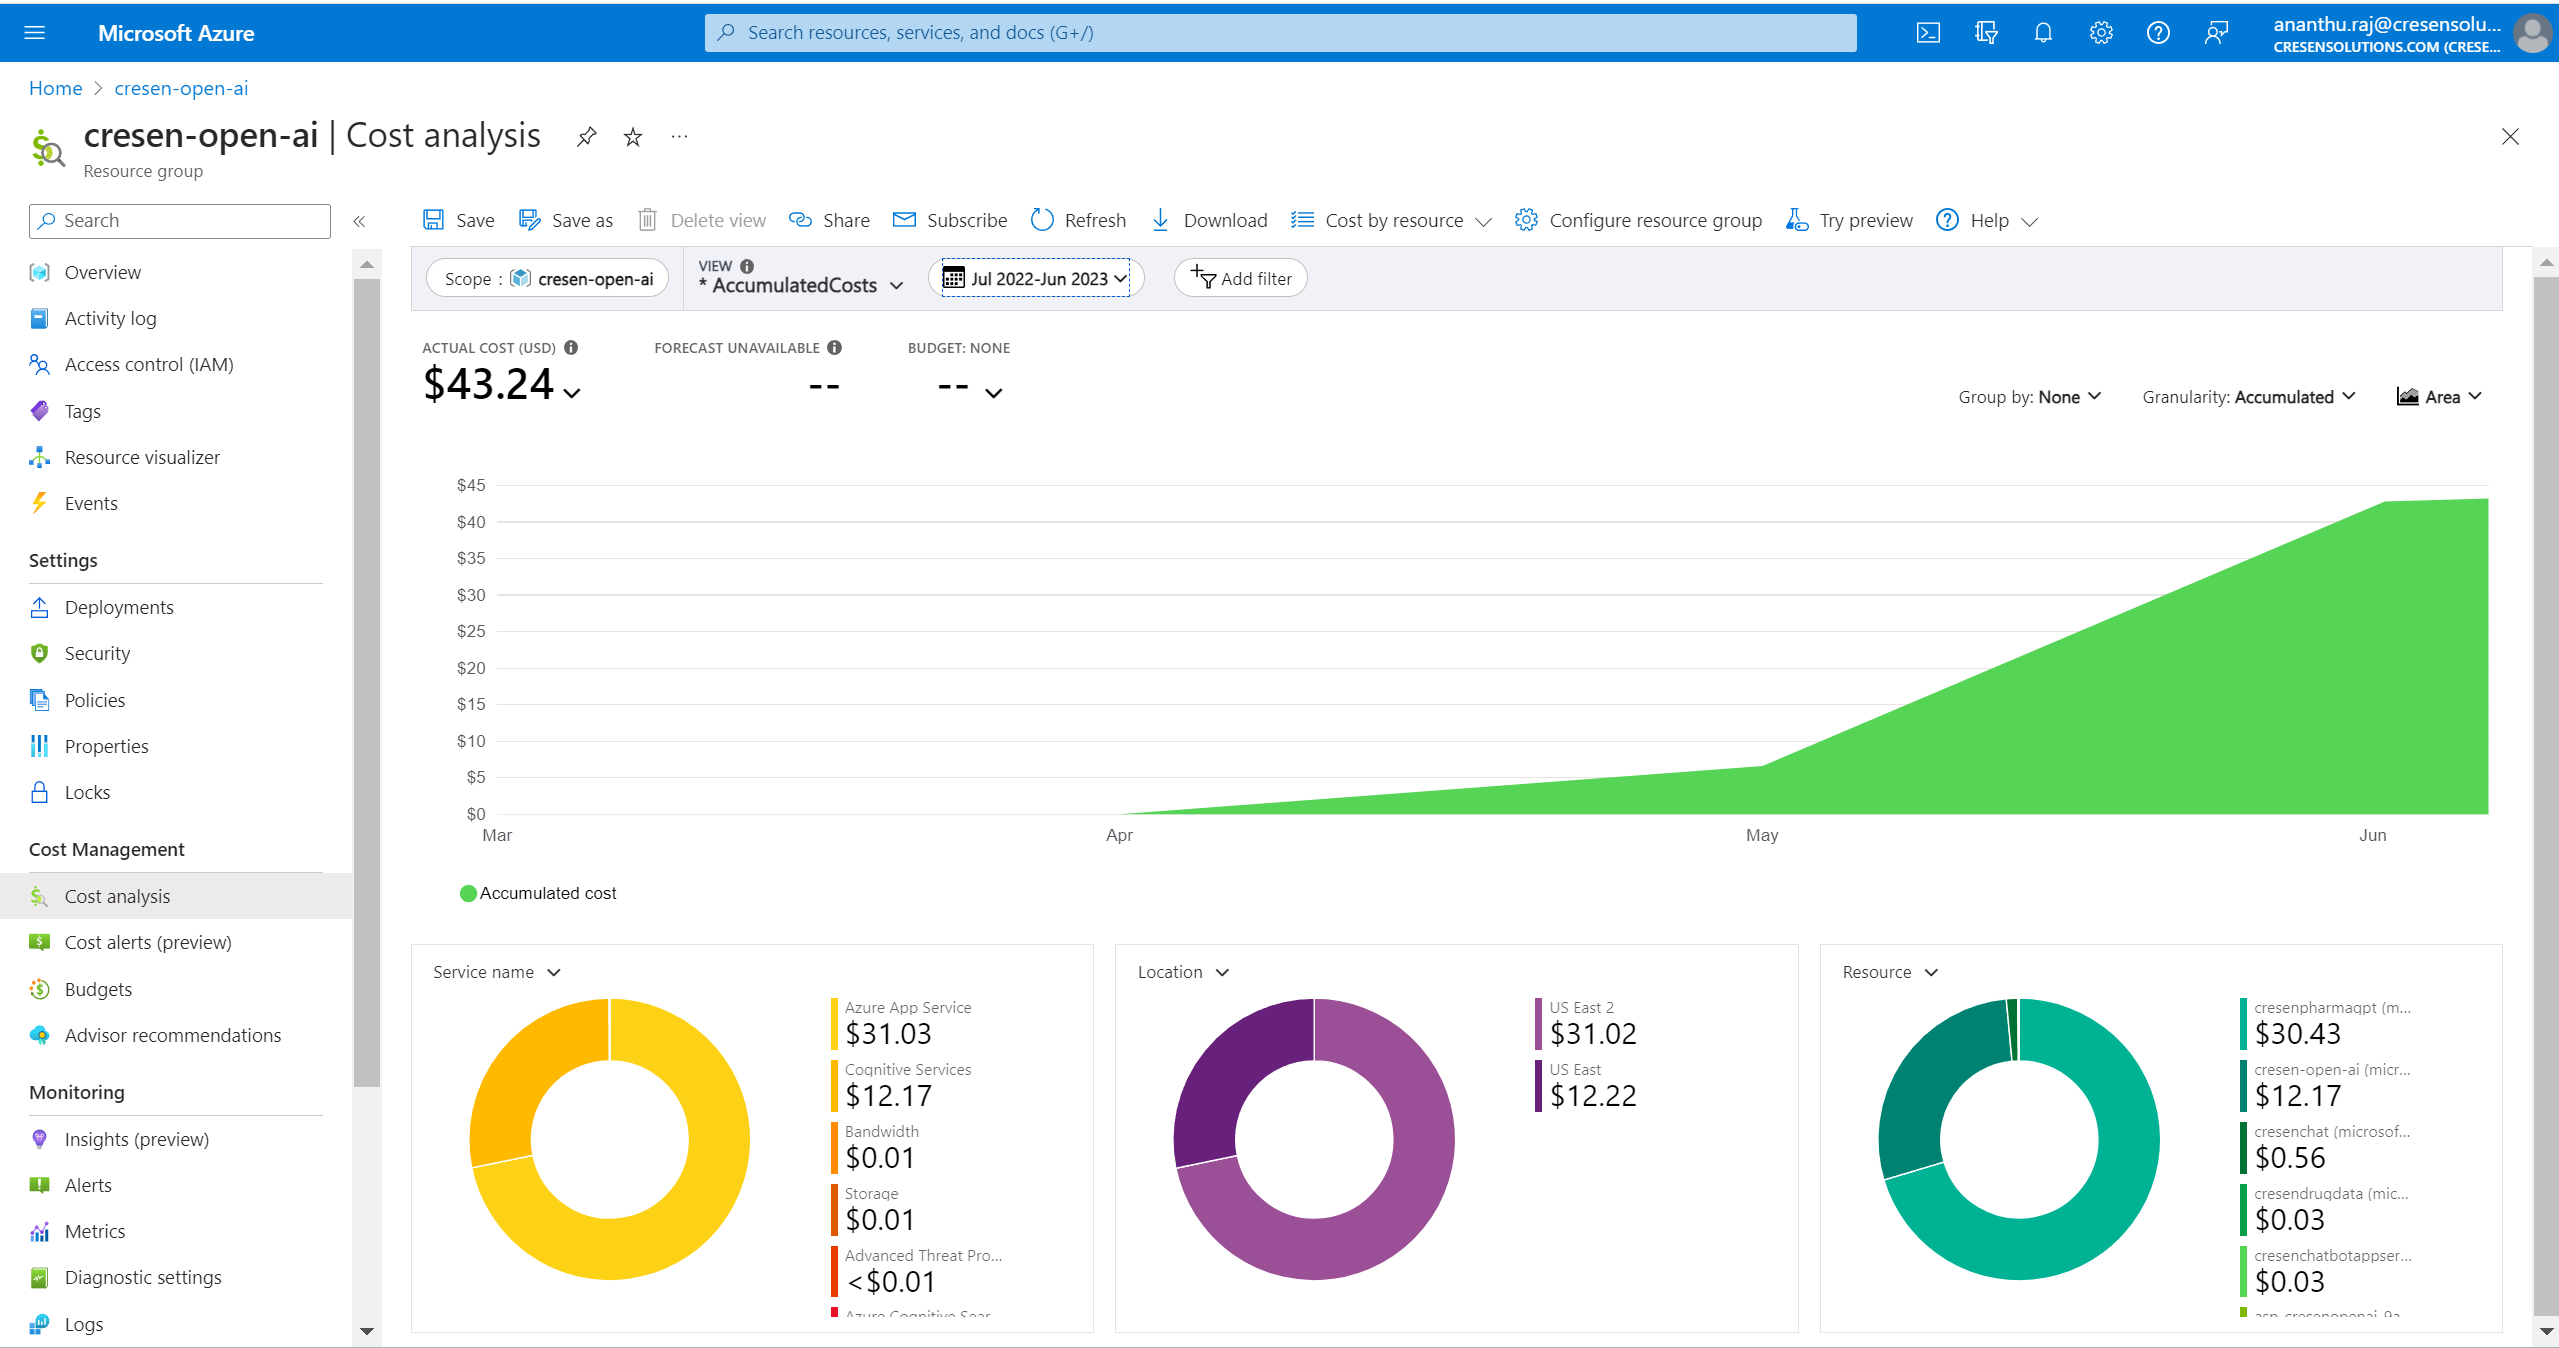 Microsoft Azure
Search resources, services, and docs (G+/)
ananthu.raj@cresensolu...
CRESENSOLUTIONS.COM (CRESE...
Home > cresen-open-ai
cresen-open-ai | Cost analysis
Resource group
Search
Save
Save as
Delete view
Share
Subscribe
Refresh
Download
Cost by resource
Configure resource group
Try preview
Help
Overview
Activity log
Access control (IAM)
Tags
Resource visualizer
Events
Settings
Deployments
Security
Policies
Properties
Locks
Cost Management
Cost analysis
Cost alerts (preview)
Budgets
Advisor recommendations
Monitoring
Insights (preview)
Alerts
Metrics
Diagnostic settings
Logs
Scope : cresen-open-ai
VIEW
* AccumulatedCosts
Jul 2022-Jun 2023
Add filter
ACTUAL COST (USD)
$43.24
FORECAST UNAVAILABLE
--
BUDGET: NONE
--
Group by: None
Granularity: Accumulated
Area
$45
$40
$35
$30
$25
$20
$15
$10
$5
$0
Mar
Apr
May
Jun
Accumulated cost
Service name
Azure App Service
$31.03
Cognitive Services
$12.17
Bandwidth
$0.01
Storage
$0.01
Advanced Threat Pro...
<$0.01
Azure Cognitive Sear
Location
US East 2
$31.02
US East
$12.22
Resource
cresenpharmagpt (m...
$30.43
cresen-open-ai (micr...
$12.17
cresenchat (microsof...
$0.56
cresendrugdata (mic...
$0.03
cresenchatbotappser...
$0.03
asp-cresenopenai-9a